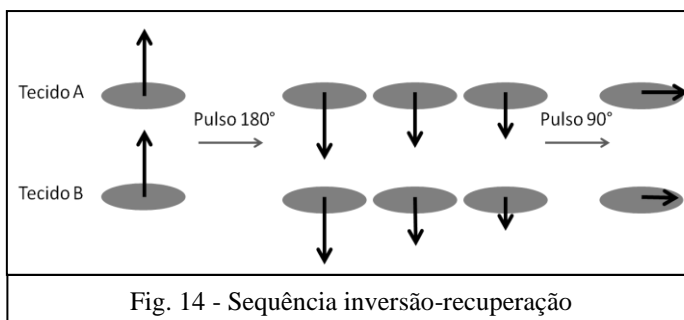 Tecido A
Pulso 180°
Pulso 90°
Tecido B
Fig. 14 - Sequência inversão-recuperação